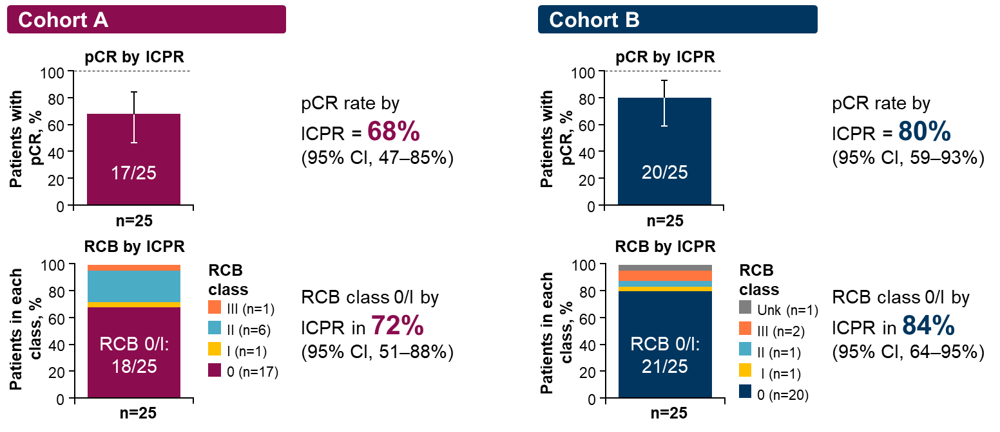 Cohort A
pCR by ICPR
Patients with
pCR, %
100
80
60
40
20
0
17/25
n=25
pCR rate by
ICPR = 68%
(95% CI, 47–85%)
RCB by ICPR
Patients in each
class, %
100
80
60
40
20
0
RCB 0/I:
18/25
n=25
RCB
class
III (n=1)
II (n=6)
I (n=1)
0 (n=17)
RCB class 0/I by
ICPR in 72%
(95% CI, 51–88%)
Cohort B
pCR by ICPR
Patients with
pCR, %
100
80
60
40
20
0
20/25
n=25
pCR rate by
ICPR = 80%
(95% CI, 59–93%)
RCB by ICPR
Patients in each
class, %
100
80
60
40
20
0
RCB 0/I:
21/25
n=25
RCB
class
Unk (n=1)
III (n=2)
II (n=1)
I (n=1)
0 (n=20)
RCB class 0/I by
ICPR in 84%
(95% CI, 64–95%)